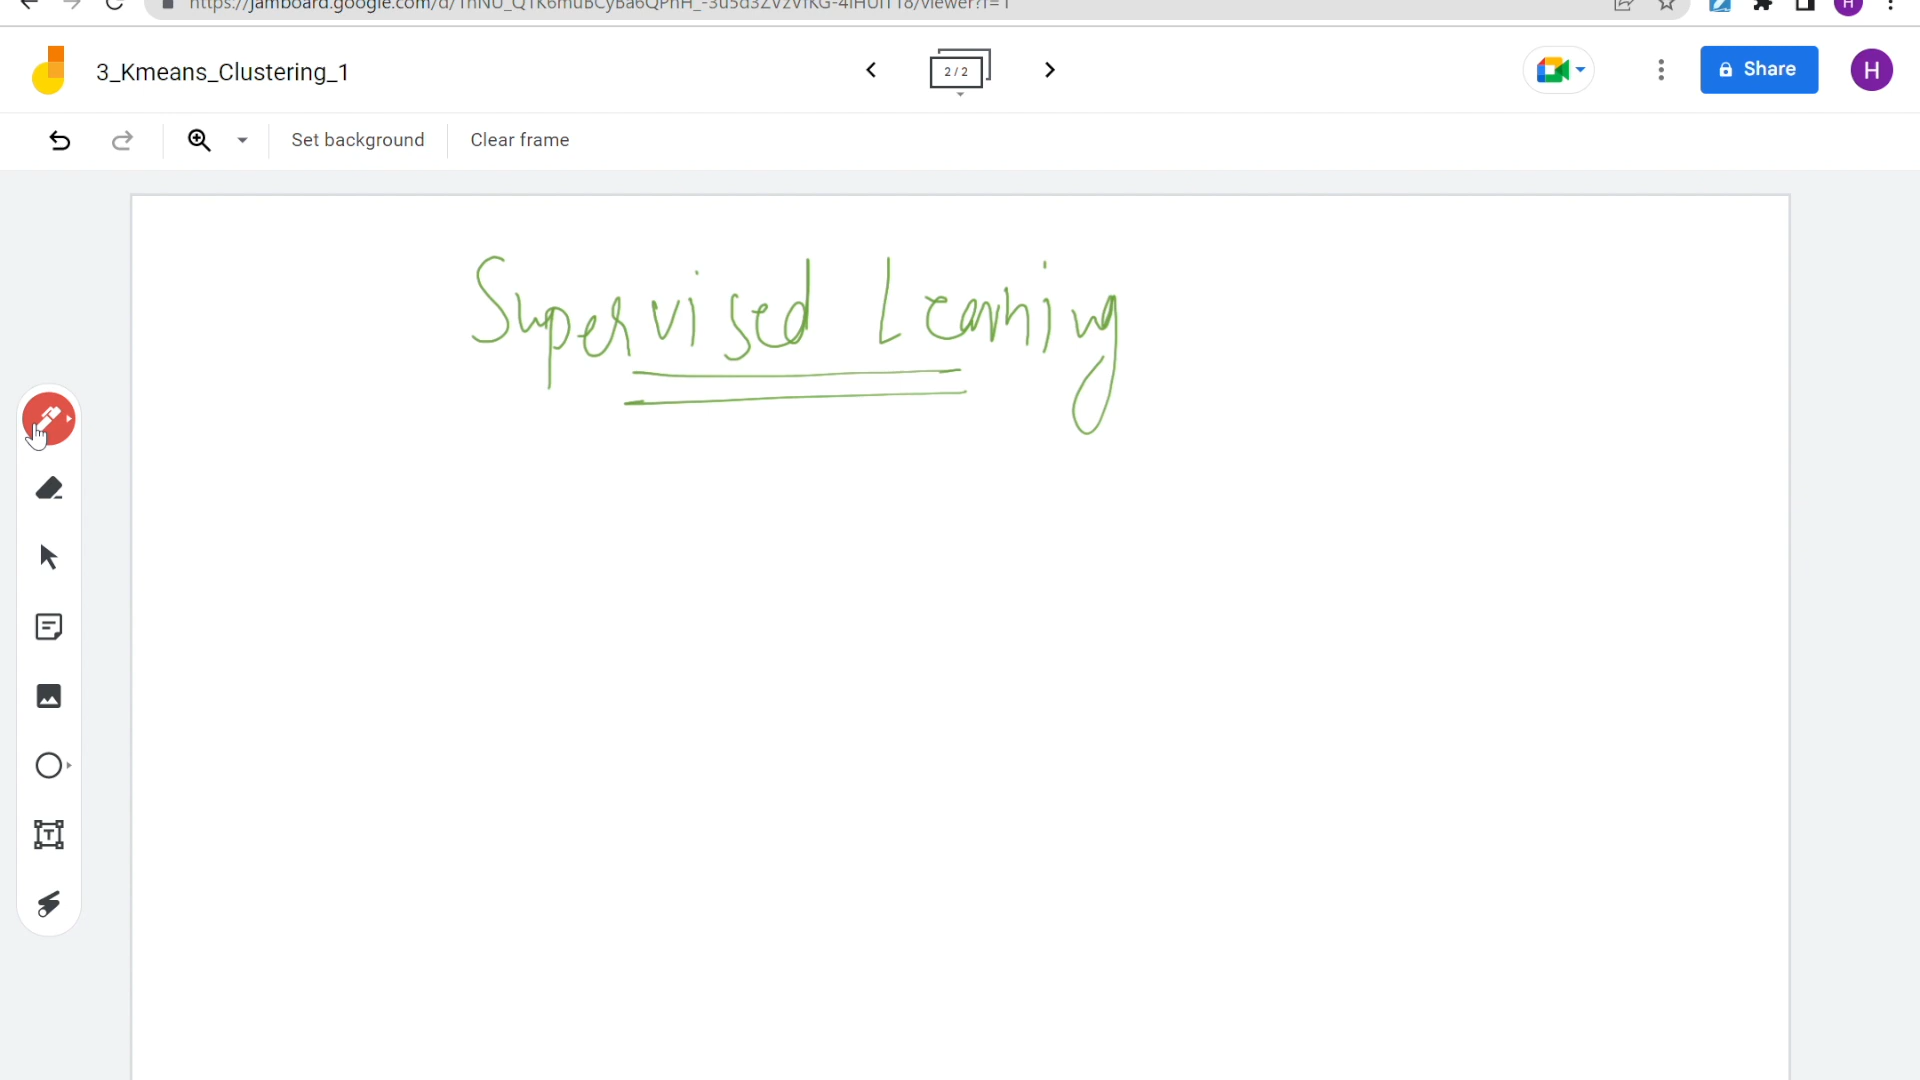 3_Kmeans_Clustering_1
2 / 2
Share
H
Set background
Clear frame
Supervised Learning